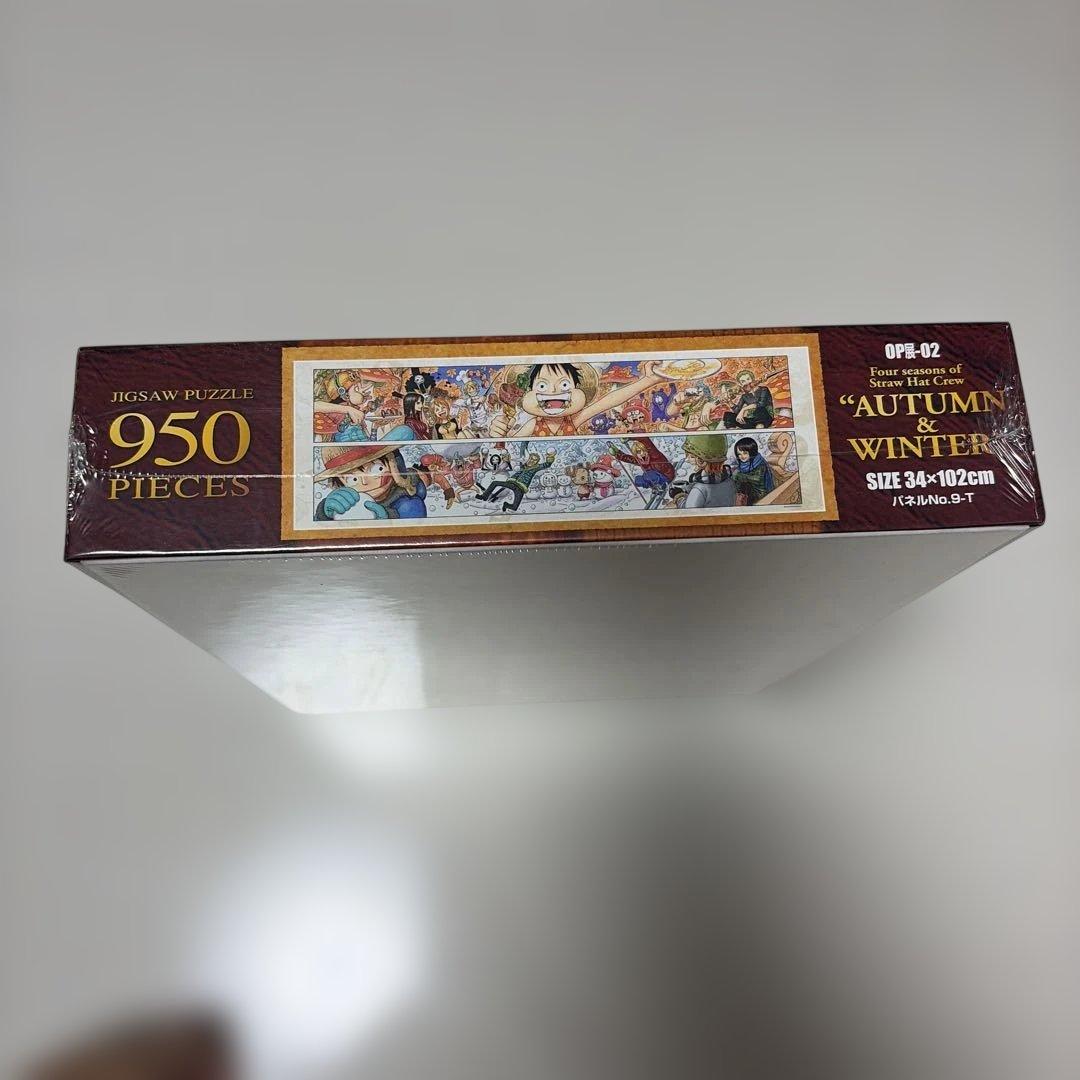 JIGSAW PUZZLE
950
PIECES
OP展-02
Four seasons of
Straw Hat Crew
“AUTUMN
&
WINTER
SIZE 34×102cm
パネルNo.9-T